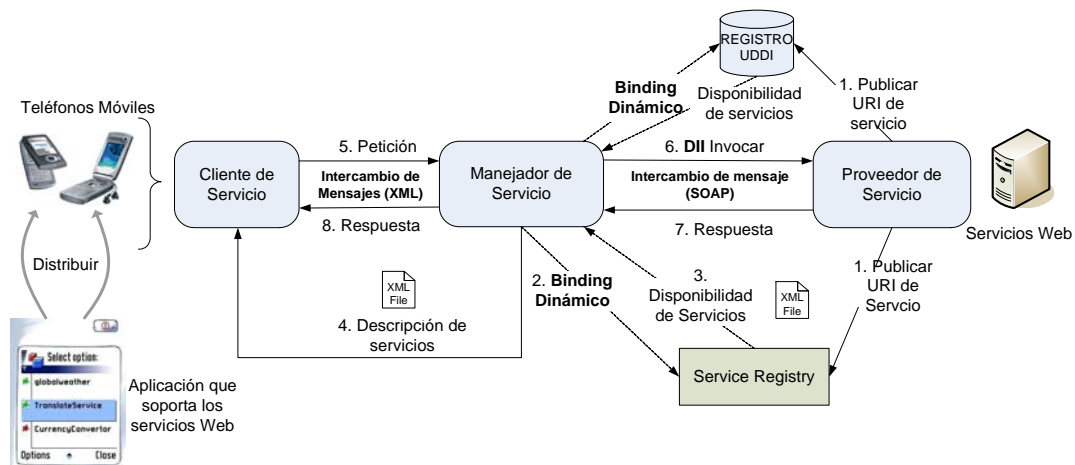 REGISTRO
UDDI
Binding
Dinámico
Disponibilidad
de servicios
1. Publicar
URI de
servicio
Teléfonos Móviles
Cliente de
Servicio
5. Petición
Intercambio de
Mensajes (XML)
8. Respuesta
Manejador de
Servicio
6. DII Invocar
Intercambio de mensaje
(SOAP)
7. Respuesta
Proveedor de
Servicio
Servicios Web
Distribuir
XML
File
4. Descripción de
servicios
2. Binding
Dinámico
3.
Disponibilidad
de Servicios
XML
File
1. Publicar
URI de
Servcio
Service Registry
Select option:
globalweather
TranslateService
CurrencyConvertor
Options
Close
Aplicación que
soporta los
servicios Web